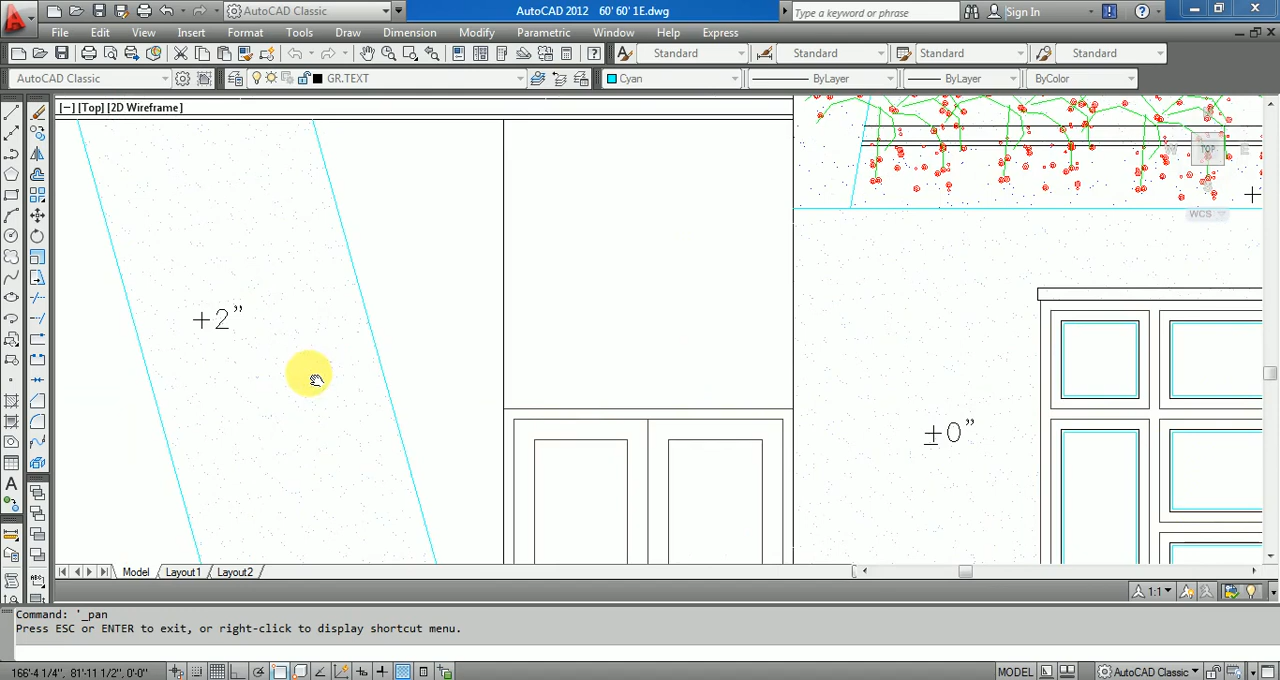 AutoCAD Classic
AutoCAD 2012 60' 60' 1E.dwg
Type a keyword or phrase
Sign In
File Edit View Insert Format Tools Draw Dimension Modify Parametric Window Help Express
Standard Standard Standard Standard
AutoCAD Classic
GR.TEXT
Cyan
ByLayer
ByLayer
ByColor
[−] [Top] [2D Wireframe]
TOP
E
WCS
+2”
±0”
Model Layout1 Layout2
1:1
Command: '_pan
Press ESC or ENTER to exit, or right-click to display shortcut menu.
166'-4 1/4", 81'-11 1/2", 0'-0"
MODEL
AutoCAD Classic